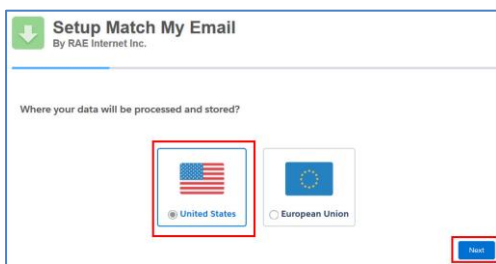 Setup Match My Email
By RAE Internet Inc.
Where your data will be processed and stored?
United States
European Union
Next